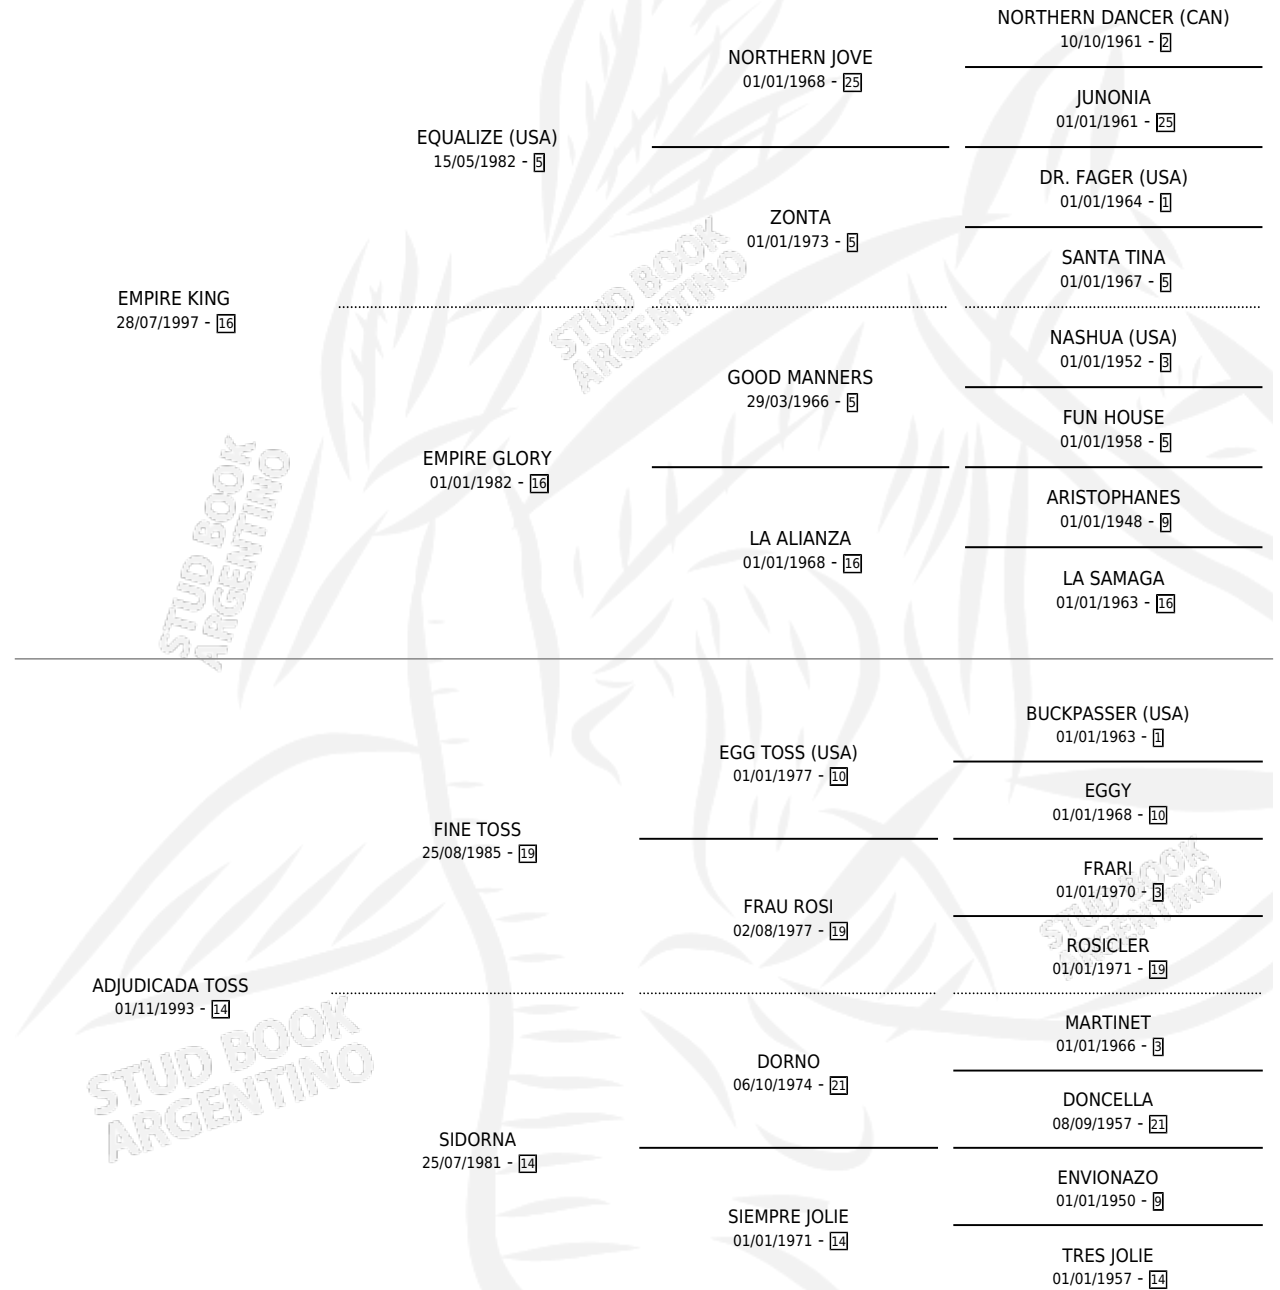 NORTHERN DANCER (CAN)
10/10/1961 - 2
NORTHERN JOVE
01/01/1968 - 25
JUNONIA
01/01/1961 - 25
EQUALIZE (USA)
15/05/1982 - 5
DR. FAGER (USA)
01/01/1964 - 1
ZONTA
01/01/1973 - 5
SANTA TINA
01/01/1967 - 5
EMPIRE KING
28/07/1997 - 16
NASHUA (USA)
01/01/1952 - 3
GOOD MANNERS
29/03/1966 - 5
FUN HOUSE
01/01/1958 - 5
EMPIRE GLORY
01/01/1982 - 16
ARISTOPHANES
01/01/1948 - 9
LA ALIANZA
01/01/1968 - 16
LA SAMAGA
01/01/1963 - 16
STUD BOOK
ARGENTINO
STUD BOOK
ARGENTINO
BUCKPASSER (USA)
01/01/1963 - 1
EGG TOSS (USA)
01/01/1977 - 10
EGGY
01/01/1968 - 10
FINE TOSS
25/08/1985 - 19
FRARI
01/01/1970 - 3
FRAU ROSI
02/08/1977 - 19
ROSICLER
01/01/1971 - 19
STUD BOOK
ARGENTINO
ADJUDICADA TOSS
01/11/1993 - 14
MARTINET
01/01/1966 - 3
DORNO
06/10/1974 - 21
DONCELLA
08/09/1957 - 21
STUD BOOK
ARGENTINO
SIDORNA
25/07/1981 - 14
ENVIONAZO
01/01/1950 - 9
SIEMPRE JOLIE
01/01/1971 - 14
TRES JOLIE
01/01/1957 - 14